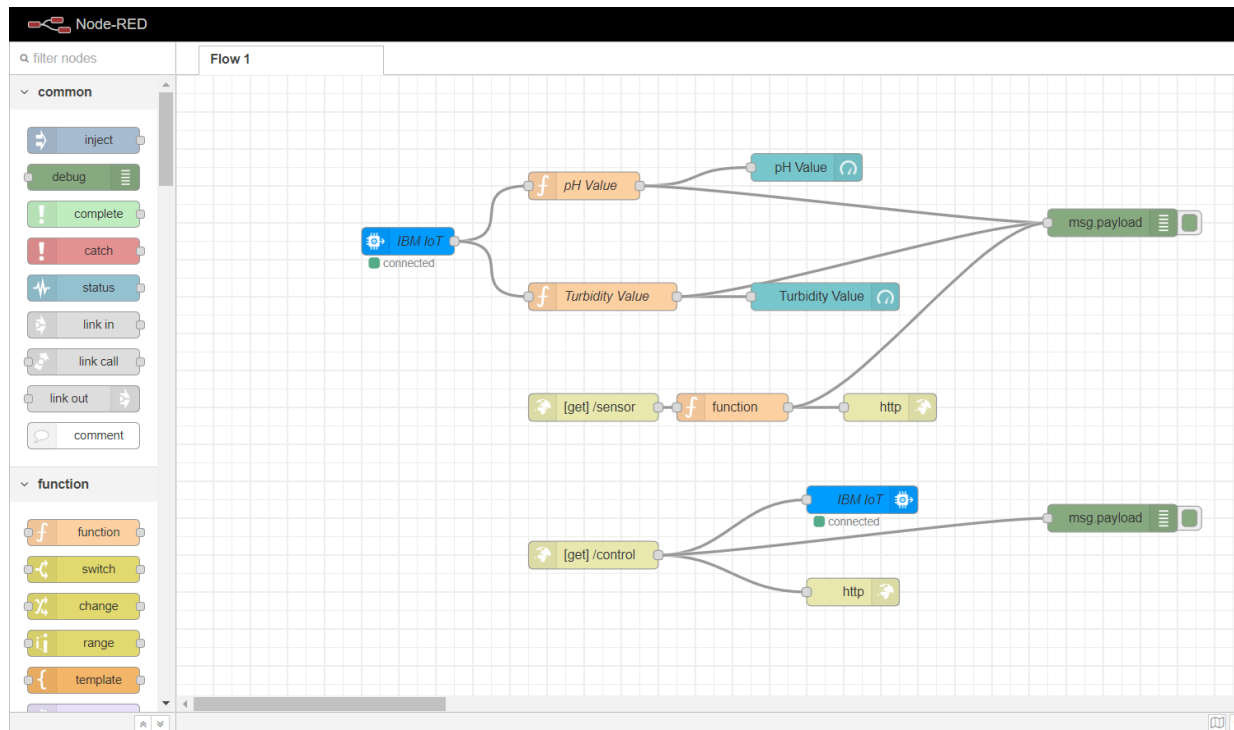 Node-RED
filter nodes
Flow 1
common
inject
debug
complete
catch
status
link in
link call
link out
comment
function
function
switch
change
range
template
pH Value
pH Value
msg.payload
IBM IoT
connected
Turbidity Value
Turbidity Value
[get] /sensor
function
http
IBM IoT
connected
msg.payload
[get] /control
http